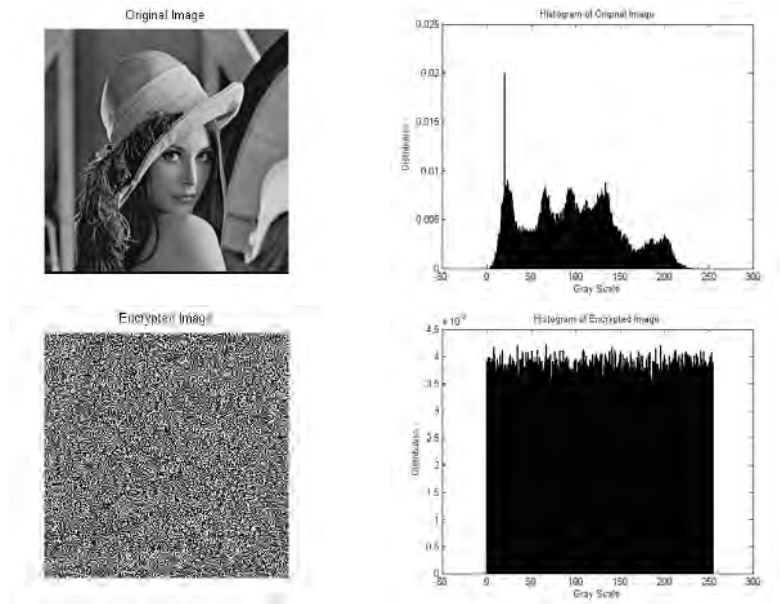 Original Image
Histogram of Original Image
0.025
0.02
0.015
0.01
0.005
0
Distribution
-50 0 50 100 150 200 250 300
Gray Scale
Encrypted Image
Histogram of Encrypted Image
4.5
4
3.5
3
2.5
2
1.5
1
0.5
0
Distribution
-50 0 50 100 150 200 250 300
Gray Scale